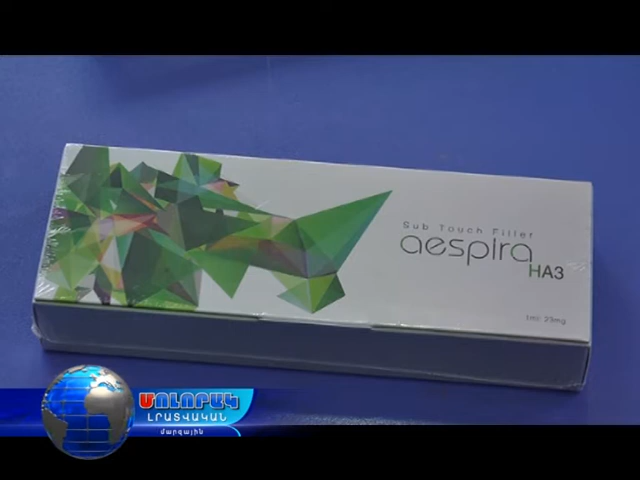 Sub Touch Filler
aespira
HA3
1ml: 23mg
ՄՈԼՈՐԱԿ
ԼՐԱՏՎԱԿԱՆ
մարզային